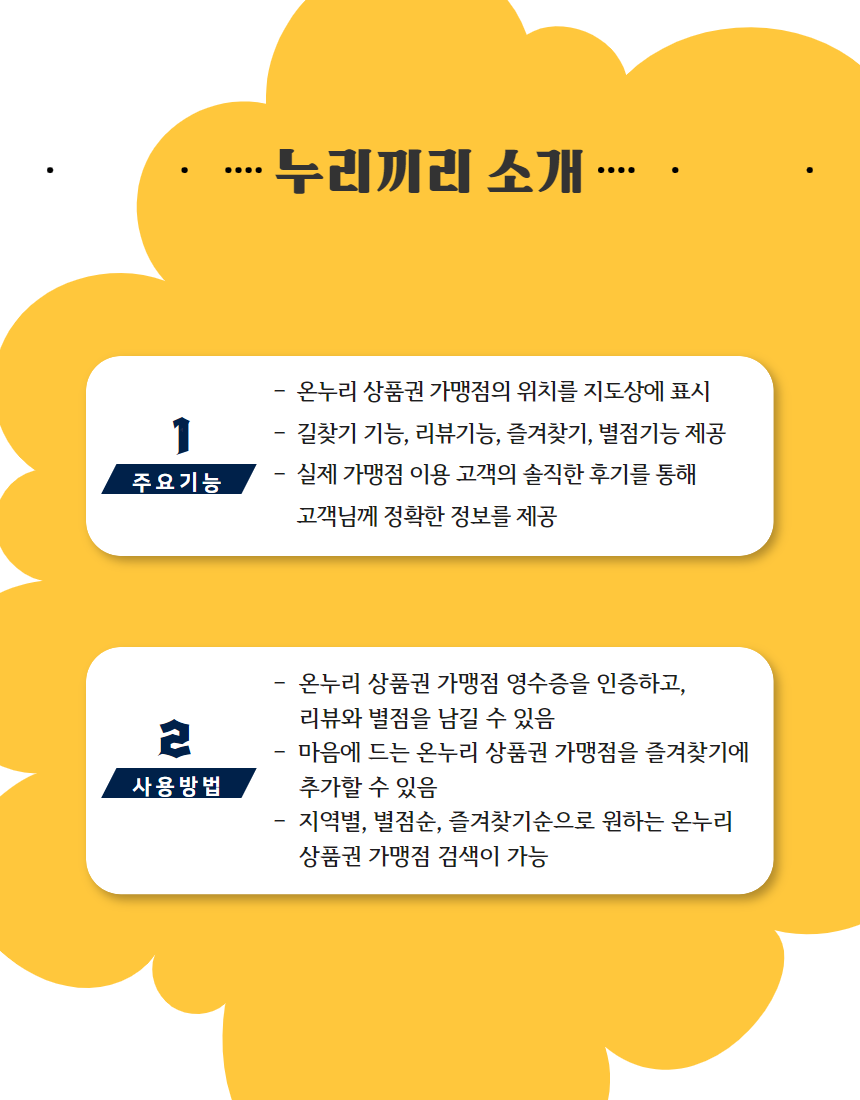 누리끼리 소개
1
주요기능
- 온누리 상품권 가맹점의 위치를 지도상에 표시
- 길찾기 기능, 리뷰기능, 즐겨찾기, 별점기능 제공
- 실제 가맹점 이용 고객의 솔직한 후기를 통해
고객님께 정확한 정보를 제공
2
사용방법
- 온누리 상품권 가맹점 영수증을 인증하고,
리뷰와 별점을 남길 수 있음
- 마음에 드는 온누리 상품권 가맹점을 즐겨찾기에
추가할 수 있음
- 지역별, 별점순, 즐겨찾기순으로 원하는 온누리
상품권 가맹점 검색이 가능